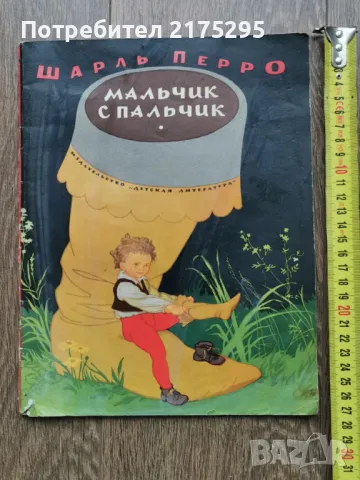 Потребител 2175295
ШАРЛЬ ПЕРРО
МАЛЬЧИК
С ПАЛЬЧИК
ИЗДАТЕЛЬСТВО „ДЕТСКАЯ ЛИТЕРАТУРА"
BAZAR